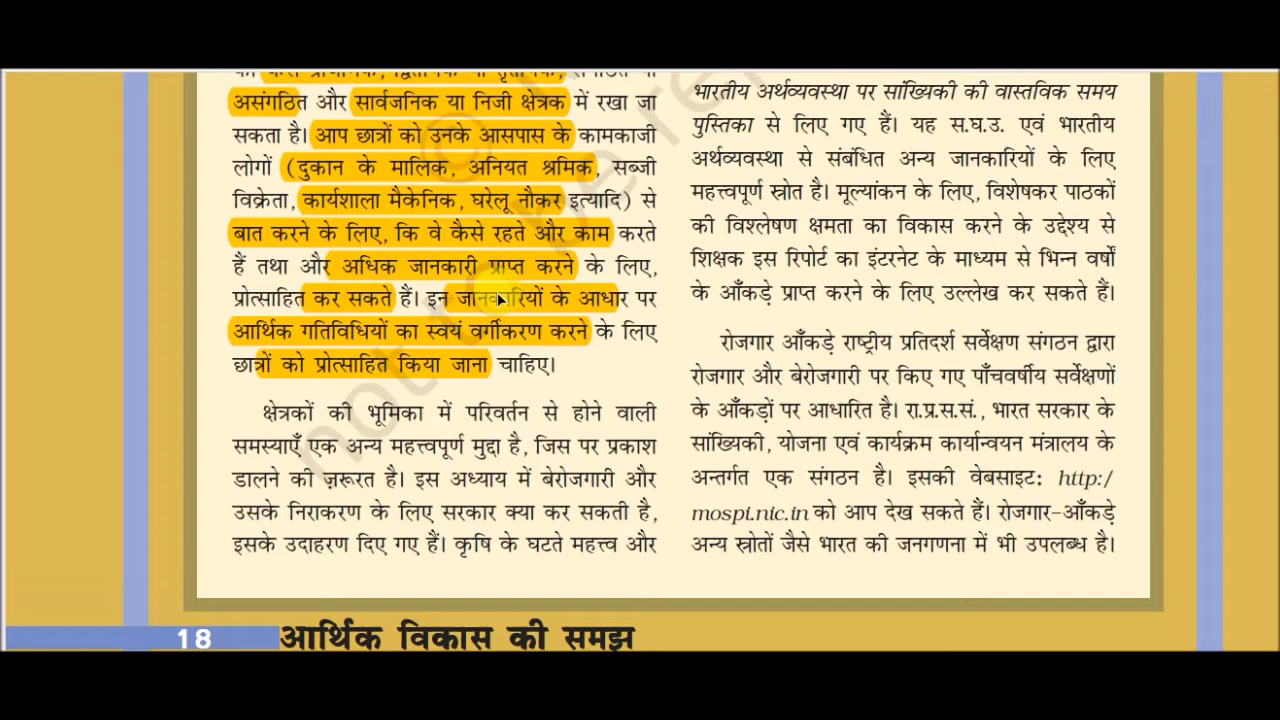 असंगठित और सार्वजनिक या निजी क्षेत्रक में रखा जा
सकता है। आप छात्रों को उनके आसपास के कामकाजी
लोगों (दुकान के मालिक, अनियत श्रमिक, सब्जी
विक्रेता, कार्यशाला मैकेनिक, घरेलू नौकर इत्यादि) से
बात करने के लिए, कि वे कैसे रहते और काम करते
हैं तथा और अधिक जानकारी प्राप्त करने के लिए,
प्रोत्साहित कर सकते हैं। इन जानकारियों के आधार पर
आर्थिक गतिविधियों का स्वयं वर्गीकरण करने के लिए
छात्रों को प्रोत्साहित किया जाना चाहिए।
क्षेत्रकों की भूमिका में परिवर्तन से होने वाली
समस्याएँ एक अन्य महत्त्वपूर्ण मुद्दा है, जिस पर प्रकाश
डालने की ज़रूरत है। इस अध्याय में बेरोजगारी और
उसके निराकरण के लिए सरकार क्या कर सकती है,
इसके उदाहरण दिए गए हैं। कृषि के घटते महत्त्व और
भारतीय अर्थव्यवस्था पर सांख्यिकी की वास्तविक समय
पुस्तिका से लिए गए हैं। यह स.घ.उ. एवं भारतीय
अर्थव्यवस्था से संबंधित अन्य जानकारियों के लिए
महत्त्वपूर्ण स्रोत है। मूल्यांकन के लिए, विशेषकर पाठकों
की विश्लेषण क्षमता का विकास करने के उद्देश्य से
शिक्षक इस रिपोर्ट का इंटरनेट के माध्यम से भिन्न वर्षों
के आँकड़े प्राप्त करने के लिए उल्लेख कर सकते हैं।
रोजगार आँकड़े राष्ट्रीय प्रतिदर्श सर्वेक्षण संगठन द्वारा
रोजगार और बेरोजगारी पर किए गए पाँचवर्षीय सर्वेक्षणों
के आँकड़ों पर आधारित है। रा.प्र.स.सं., भारत सरकार के
सांख्यिकी, योजना एवं कार्यक्रम कार्यान्वयन मंत्रालय के
अन्तर्गत एक संगठन है। इसकी वेबसाइट: http:/
mospi.nic.in को आप देख सकते हैं। रोजगार-आँकड़े
अन्य स्रोतों जैसे भारत की जनगणना में भी उपलब्ध है।
18 आर्थिक विकास की समझ
not to be re